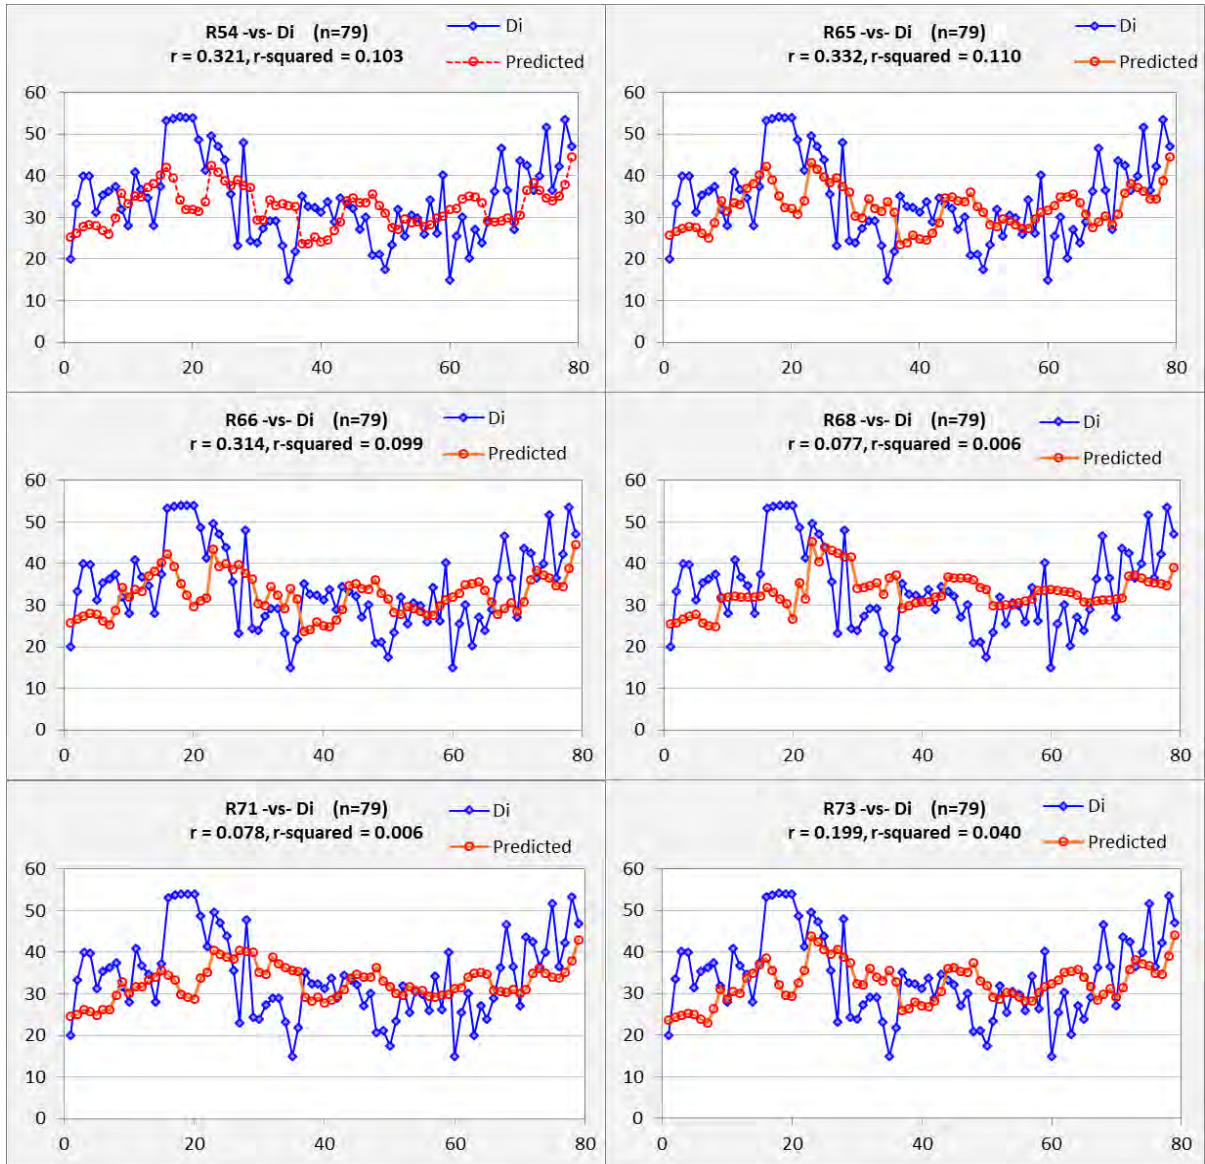 R54 -vs- Di (n=79)
r = 0.321, r-squared = 0.103
Di
Predicted
60
50
40
30
20
10
0
0 20 40 60 80
R65 -vs- Di (n=79)
r = 0.332, r-squared = 0.110
Di
Predicted
60
50
40
30
20
10
0
0 20 40 60 80
R66 -vs- Di (n=79)
r = 0.314, r-squared = 0.099
Di
Predicted
60
50
40
30
20
10
0
0 20 40 60 80
R68 -vs- Di (n=79)
r = 0.077, r-squared = 0.006
Di
Predicted
60
50
40
30
20
10
0
0 20 40 60 80
R71 -vs- Di (n=79)
r = 0.078, r-squared = 0.006
Di
Predicted
60
50
40
30
20
10
0
0 20 40 60 80
R73 -vs- Di (n=79)
r = 0.199, r-squared = 0.040
Di
Predicted
60
50
40
30
20
10
0
0 20 40 60 80